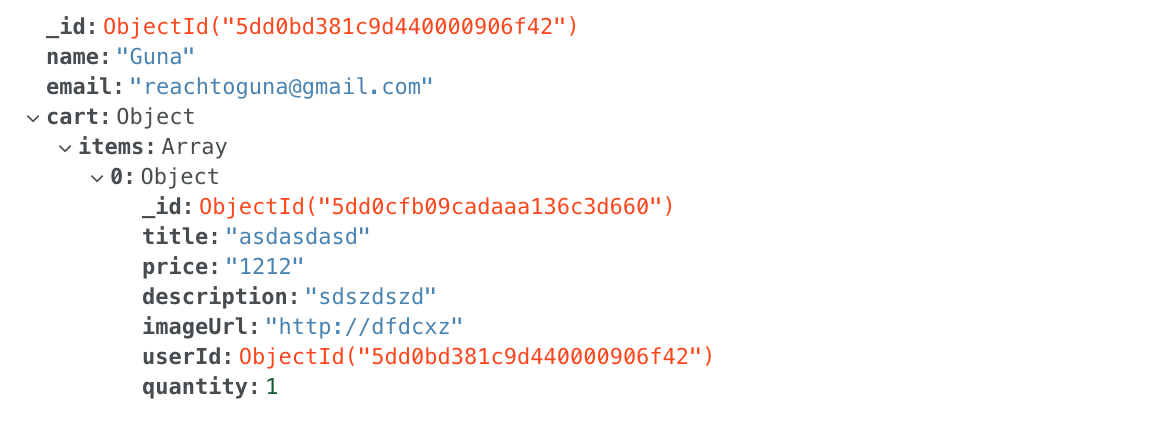 _id: ObjectId("5dd0bd381c9d440000906f42")
name: "Guna"
email: "reachtoguna@gmail.com"
cart: Object
items: Array
0: Object
_id: ObjectId("5dd0cfb09cadaaa136c3d660")
title: "asdasdasd"
price: "1212"
description: "sdszdszd"
imageUrl: "http://dfdcxz"
userId: ObjectId("5dd0bd381c9d440000906f42")
quantity: 1